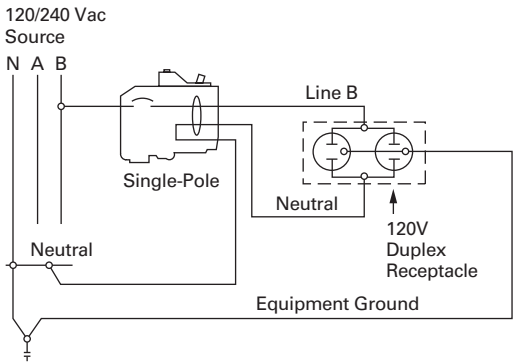 120/240 Vac
Source
N A B
Line B
Single-Pole
Neutral
120V
Duplex
Receptacle
Neutral
Equipment Ground